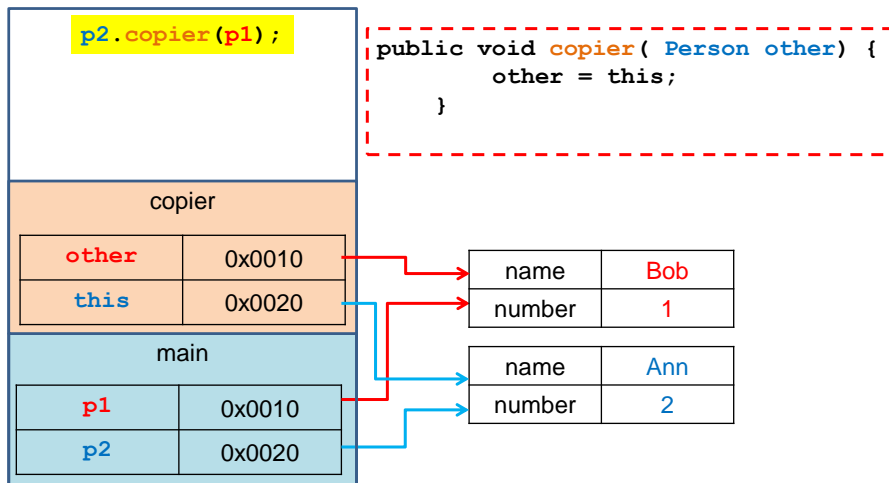 p2.copier(p1);
public void copier( Person other) {
other = this;
}
copier
other 0x0010
this 0x0020
name Bob
number 1
main
p1 0x0010
p2 0x0020
name Ann
number 2